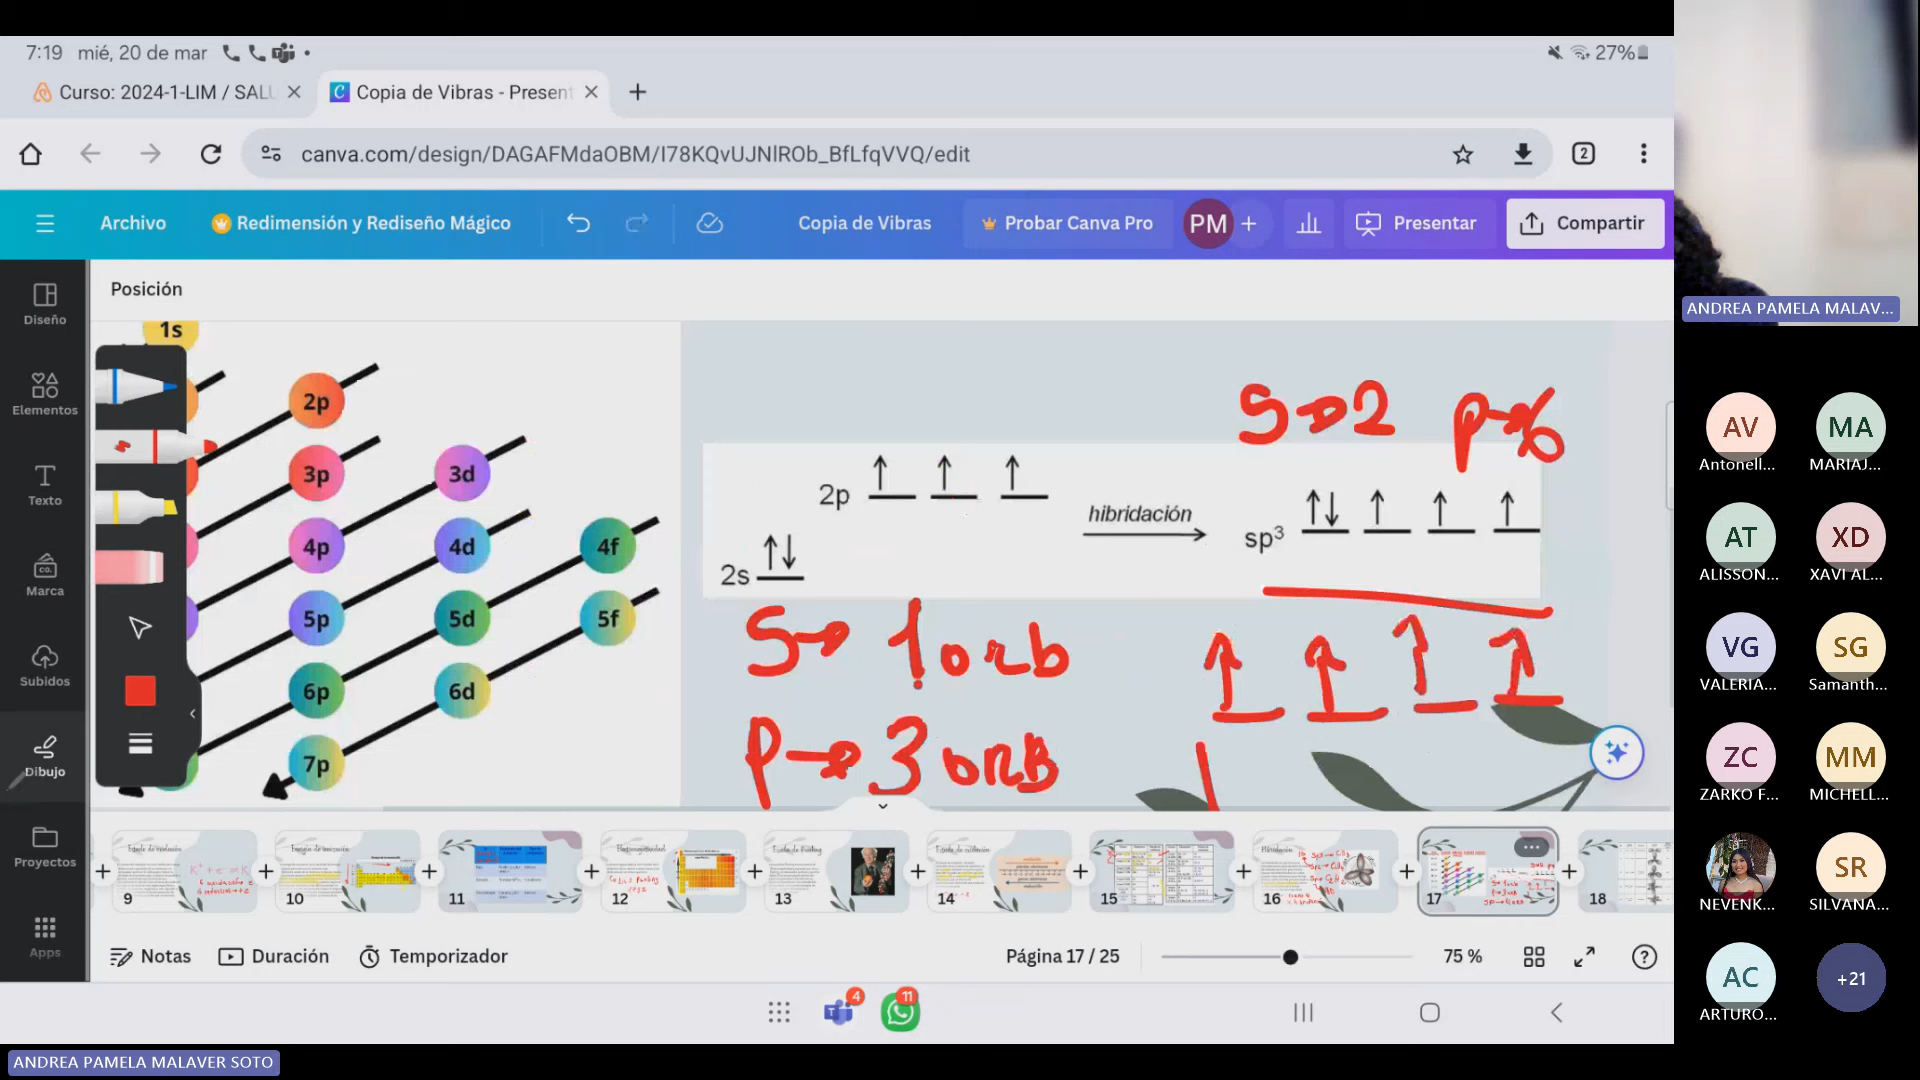 7:19 mié, 20 de mar
27%
Curso: 2024-1-LIM / SALU
Copia de Vibras - Present
canva.com/design/DAGAFMdaOBM/I78KQvUJNlROb_BfLfqVVQ/edit
2
Archivo
Redimensión y Rediseño Mágico
Copia de Vibras
Probar Canva Pro
PM
Presentar
Compartir
Posición
Diseño
Elementos
Texto
Marca
Subidos
Dibujo
Proyectos
Apps
1s
2p
3p 3d
4p 4d 4f
5p 5d 5f
6p 6d
7p
S→2 p→6
2p ↑ ↑ ↑
hibridación
sp³ ↑↓ ↑ ↑ ↑
2s ↑↓
S→ 1 orb
↑ ↑ ↑ ↑
P→ 3 orb
9
10
11
12
13
14
15
16
17
18
Notas
Duración
Temporizador
Página 17 / 25
75 %
4
11
ANDREA PAMELA MALAV...
AV
Antonell...
MA
MARIAJ...
AT
ALISSON...
XD
XAVI AL...
VG
VALERIA...
SG
Samanth...
ZC
ZARKO F...
MM
MICHELL...
NEVENK...
SR
SILVANA...
AC
ARTURO...
+21
ANDREA PAMELA MALAVER SOTO